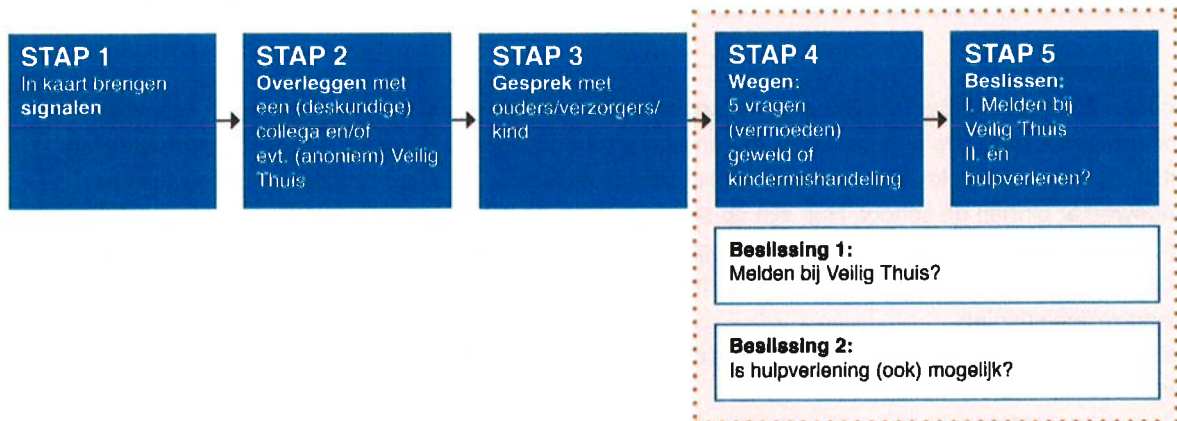 STAP 1
In kaart brengen
signalen
STAP 2
Overleggen met
een (deskundige)
collega en/of
evt. (anoniem) Veilig
Thuis
STAP 3
Gesprek met
ouders/verzorgers/
kind
STAP 4
Wegen:
5 vragen
(vermoeden)
geweld of
kindermishandeling
STAP 5
Beslissen:
I. Melden bij
Veilig Thuis
II. én
hulpverlenen?
Beslissing 1:
Melden bij Veilig Thuis?
Beslissing 2:
Is hulpverlening (ook) mogelijk?